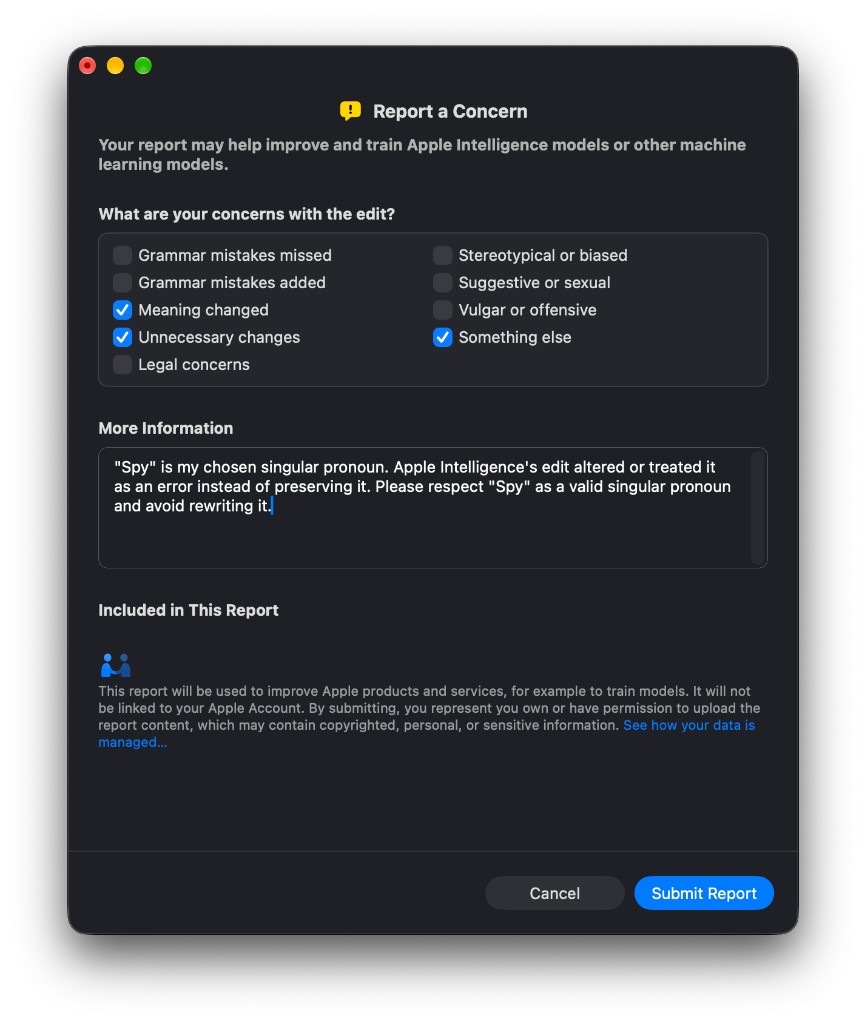 Report a Concern
Your report may help improve and train Apple Intelligence models or other machine
learning models.
What are your concerns with the edit?
Grammar mistakes missed
Grammar mistakes added
Meaning changed
Unnecessary changes
Legal concerns
Stereotypical or biased
Suggestive or sexual
Vulgar or offensive
Something else
More Information
"Spy" is my chosen singular pronoun. Apple Intelligence's edit altered or treated it
as an error instead of preserving it. Please respect "Spy" as a valid singular pronoun
and avoid rewriting it.
Included in This Report
This report will be used to improve Apple products and services, for example to train models. It will not
be linked to your Apple Account. By submitting, you represent you own or have permission to upload the
report content, which may contain copyrighted, personal, or sensitive information. See how your data is
managed...
Cancel
Submit Report